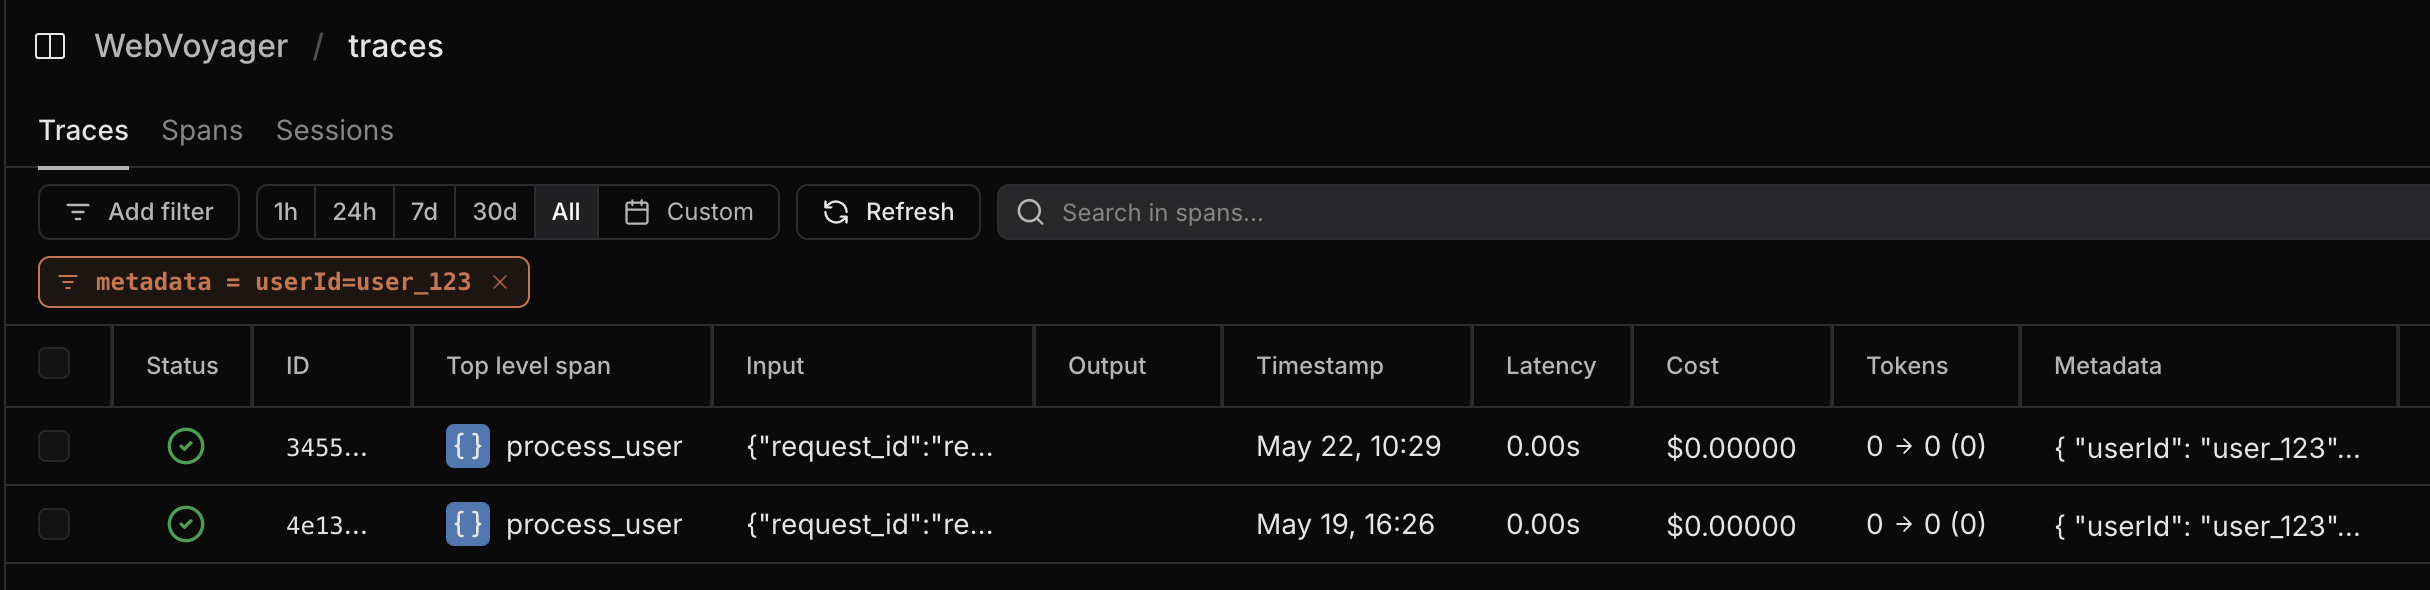 WebVoyager / traces
Traces Spans Sessions
Add filter 1h 24h 7d 30d All Custom Refresh Search in spans...
metadata = userId=user_123
Status ID Top level span Input Output Timestamp Latency Cost Tokens Metadata
3455... {} process_user {"request_id":"re... May 22, 10:29 0.00s $0.00000 0 → 0 (0) { "userId": "user_123"...
4e13... {} process_user {"request_id":"re... May 19, 16:26 0.00s $0.00000 0 → 0 (0) { "userId": "user_123"...